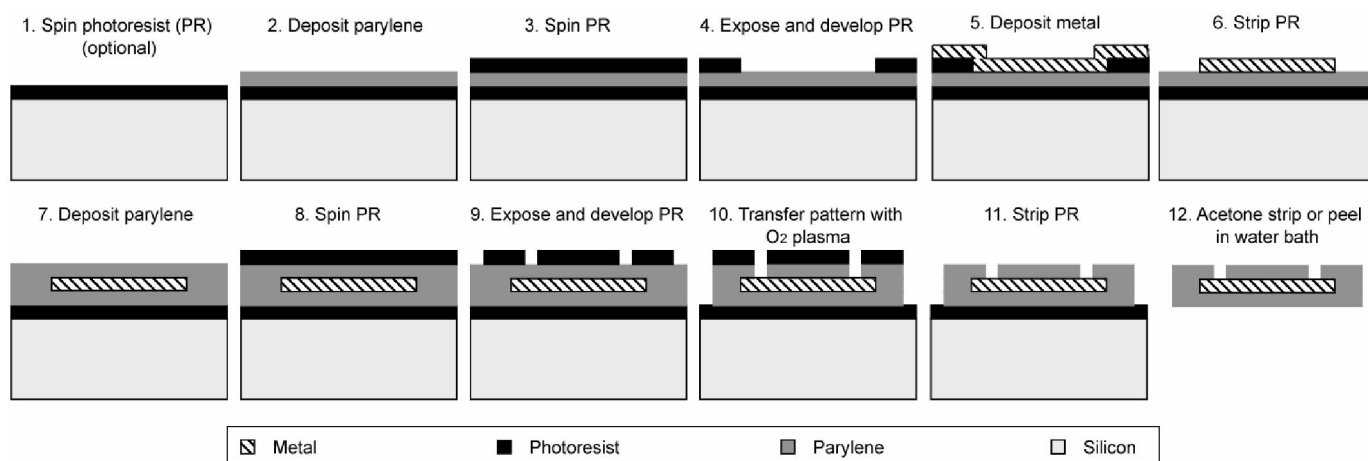 1. Spin photoresist (PR)
(optional)
2. Deposit parylene
3. Spin PR
4. Expose and develop PR
5. Deposit metal
6. Strip PR
7. Deposit parylene
8. Spin PR
9. Expose and develop PR
10. Transfer pattern with
O2 plasma
11. Strip PR
12. Acetone strip or peel
in water bath
Metal
Photoresist
Parylene
Silicon